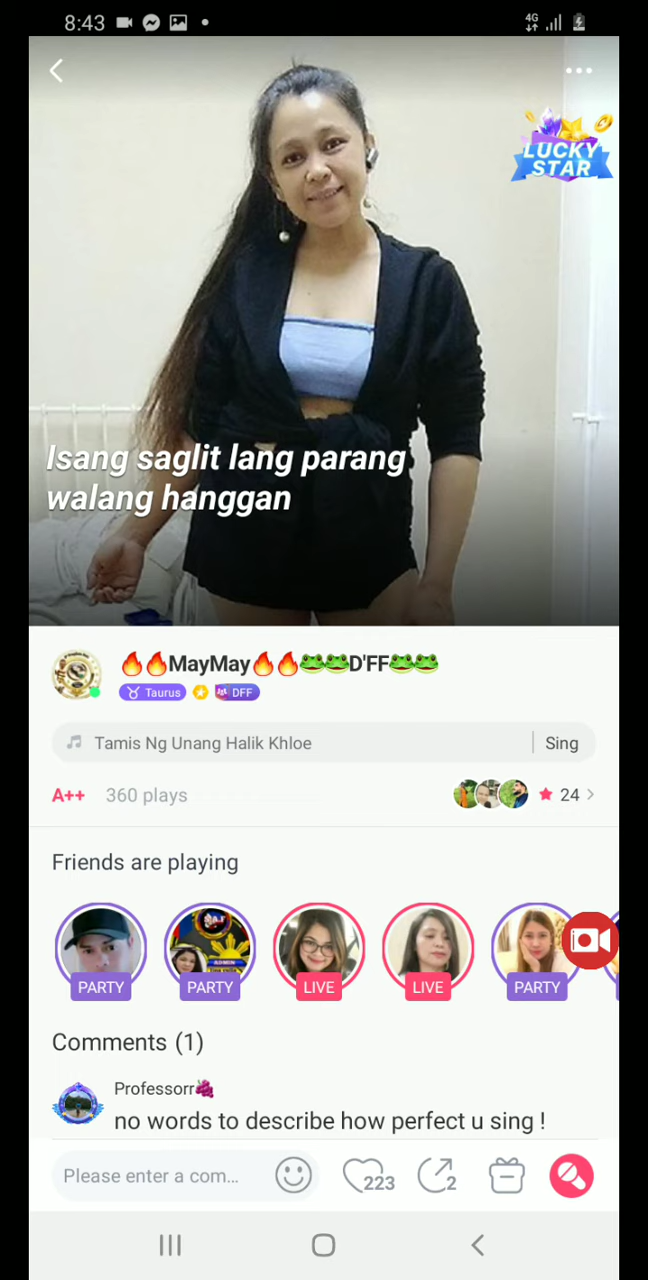 8:43
4G
LUCKY
STAR
Isang saglit lang parang
walang hanggan
🔥🔥MayMay🔥🔥🐸🐸D'FF🐸🐸
Taurus DFF
Tamis Ng Unang Halik Khloe Sing
A++ 360 plays 24
Friends are playing
PARTY PARTY LIVE LIVE PARTY
Comments (1)
Professorr🍇
no words to describe how perfect u sing !
Please enter a com... 223 2